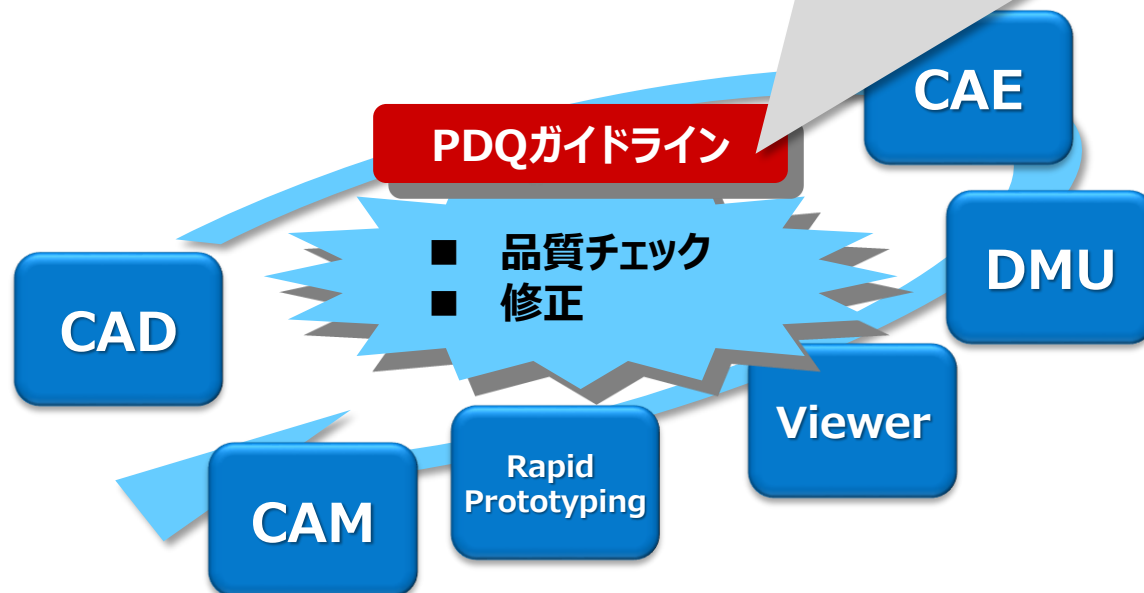 CAE
PDQガイドライン
■ 品質チェック
■ 修正
DMU
CAD
Viewer
Rapid
Prototyping
CAM